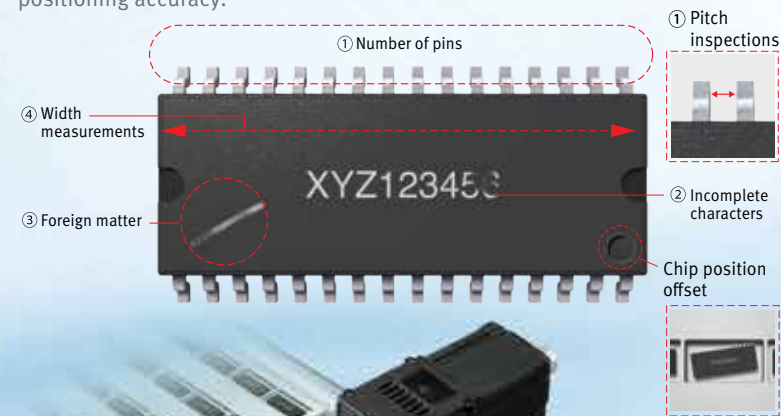 positioning accuracy.
① Pitch
inspections
① Number of pins
④ Width
measurements
XYZ123456
② Incomplete
characters
③ Foreign matter
Chip position
offset